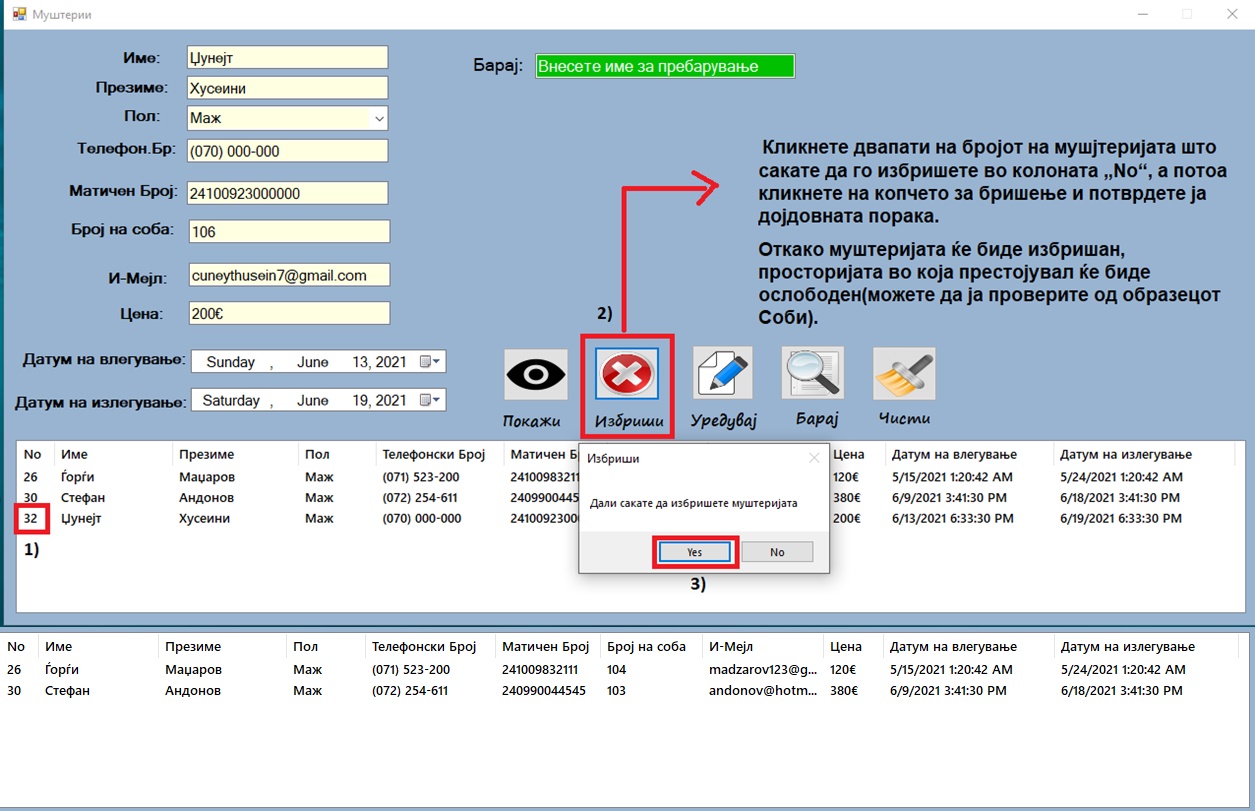 Муштерии
Име: Џунејт
Презиме: Хусеини
Пол: Маж
Телефон.Бр: (070) 000-000
Матичен Број: 24100923000000
Број на соба: 106
И-Мејл: cuneythusein7@gmail.com
Цена: 200€
Датум на влегување: Sunday , June 13, 2021
Датум на излегување: Saturday , June 19, 2021
Барај: Внесете име за пребарување
Кликнете двапати на бројот на мушјтеријата што
сакате да го избришете во колоната „No“, а потоа
кликнете на копчето за бришење и потврдете ја
дојдовната порака.
Откако муштеријата ќе биде избришан,
просторијата во која престојувал ќе биде
ослободен(можете да ја проверите од образецот
Соби).
2)
Покажи Избриши Уредувај Барај Чисти
No Име Презиме Пол Телефонски Број Матичен Б Цена Датум на влегување Датум на излегување
26 Ѓорѓи Маџаров Маж (071) 523-200 24100983211 120€ 5/15/2021 1:20:42 AM 5/24/2021 1:20:42 AM
30 Стефан Андонов Маж (072) 254-611 2409900445 380€ 6/9/2021 3:41:30 PM 6/18/2021 3:41:30 PM
32 Џунејт Хусеини Маж (070) 000-000 2410092300 200€ 6/13/2021 6:33:30 PM 6/19/2021 6:33:30 PM
1)
Избриши
Дали сакате да избришете муштеријата
Yes No
3)
No Име Презиме Пол Телефонски Број Матичен Број Број на соба И-Мејл Цена Датум на влегување Датум на излегување
26 Ѓорѓи Маџаров Маж (071) 523-200 241009832111 104 madzarov123@g... 120€ 5/15/2021 1:20:42 AM 5/24/2021 1:20:42 AM
30 Стефан Андонов Маж (072) 254-611 240990044545 103 andonov@hotm... 380€ 6/9/2021 3:41:30 PM 6/18/2021 3:41:30 PM